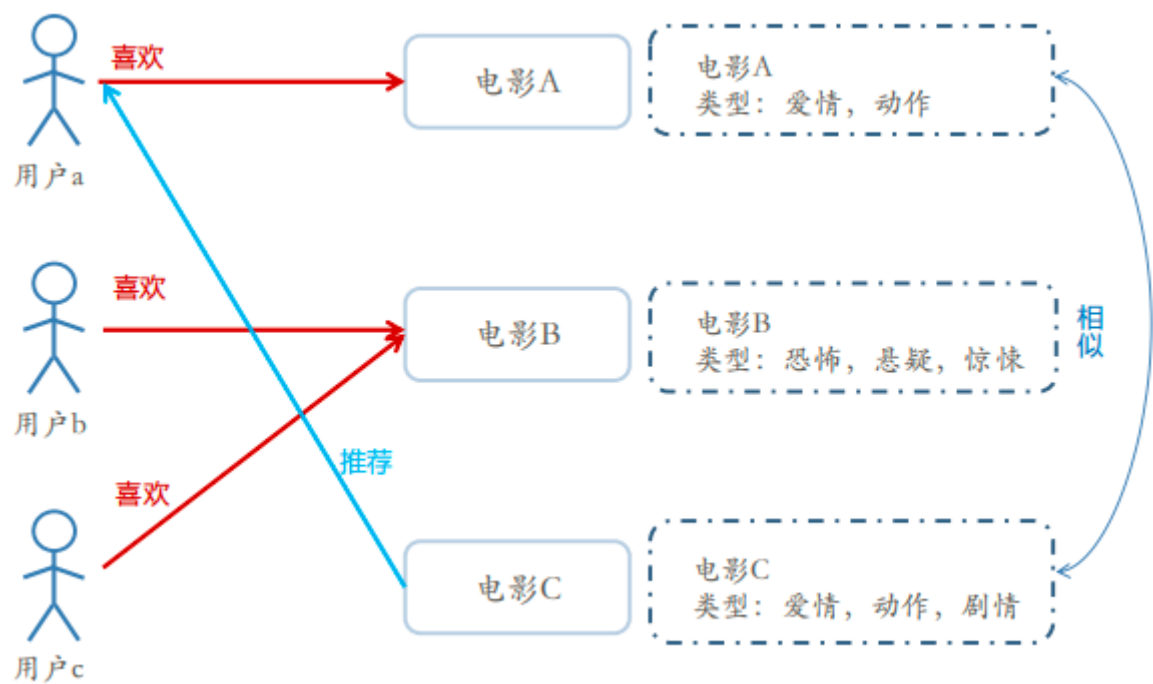 喜欢
电影A
电影A
类型：爱情，动作
用户a
喜欢
电影B
电影B
类型：恐怖，悬疑，惊悚
相似
用户b
推荐
喜欢
电影C
电影C
类型：爱情，动作，剧情
用户c